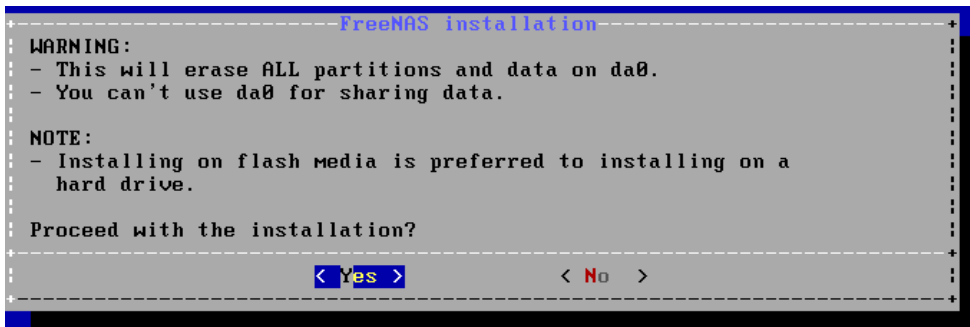 FreeNAS installation
WARNING:
- This will erase ALL partitions and data on da0.
- You can't use da0 for sharing data.
NOTE:
- Installing on flash media is preferred to installing on a
hard drive.
Proceed with the installation?
< Yes > < No >